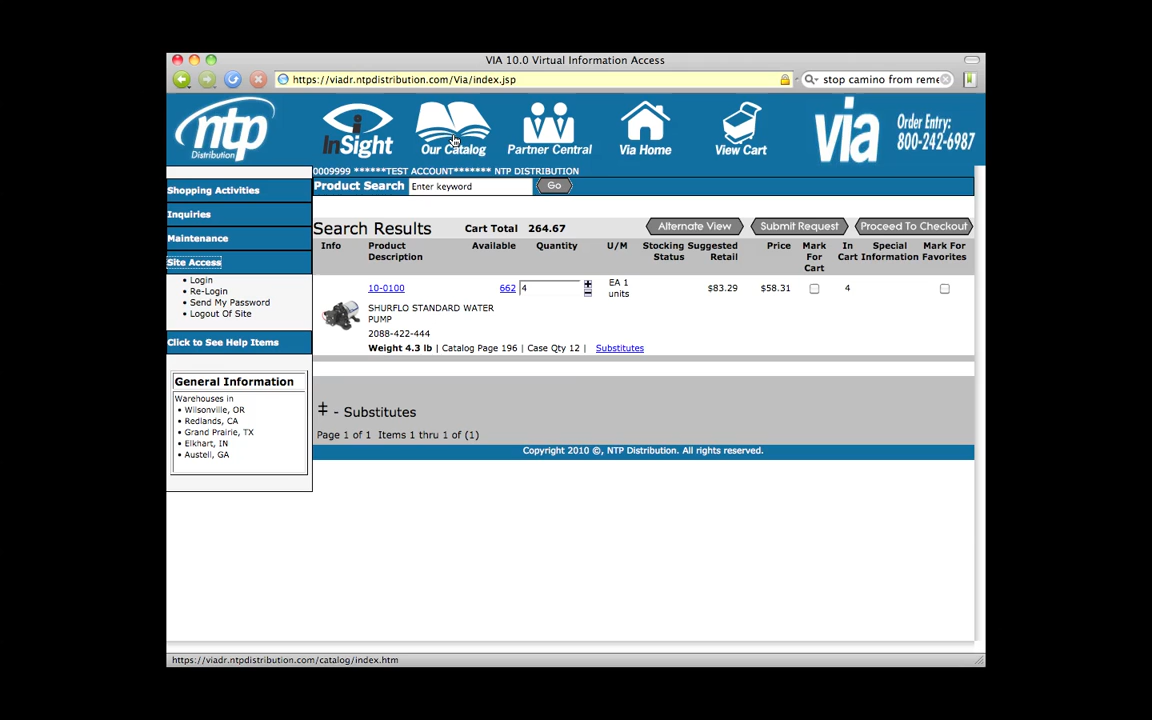 VIA 10.0 Virtual Information Access
https://viadr.ntpdistribution.com/Via/index.jsp
stop camino from reme
ntp
Distribution
InSight
Our Catalog
Partner Central
Via Home
View Cart
via
Order Entry:
800-242-6987
0009999 ******TEST ACCOUNT******* NTP DISTRIBUTION
Product Search Enter keyword Go
Shopping Activities
Inquiries
Maintenance
Site Access
• Login
• Re-Login
• Send My Password
• Logout Of Site
Click to See Help Items
General Information
Warehouses in
• Wilsonville, OR
• Redlands, CA
• Grand Prairie, TX
• Elkhart, IN
• Austell, GA
Search Results Cart Total 264.67 Alternate View Submit Request Proceed To Checkout
Info Product Available Quantity U/M Stocking Suggested Price Mark In Special Mark For
Description Status Retail For Cart Information Favorites
Cart
10-0100 662 4 EA 1 $83.29 $58.31 4
units
SHURFLO STANDARD WATER
PUMP
2088-422-444
Weight 4.3 lb | Catalog Page 196 | Case Qty 12 | Substitutes
‡ - Substitutes
Page 1 of 1 Items 1 thru 1 of (1)
Copyright 2010 ©, NTP Distribution. All rights reserved.
https://viadr.ntpdistribution.com/catalog/index.htm